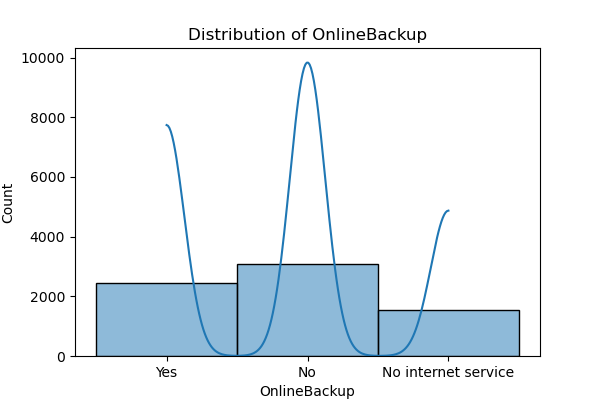 Distribution of OnlineBackup
10000
8000
6000
4000
2000
0
Count
Yes
No
No internet service
OnlineBackup